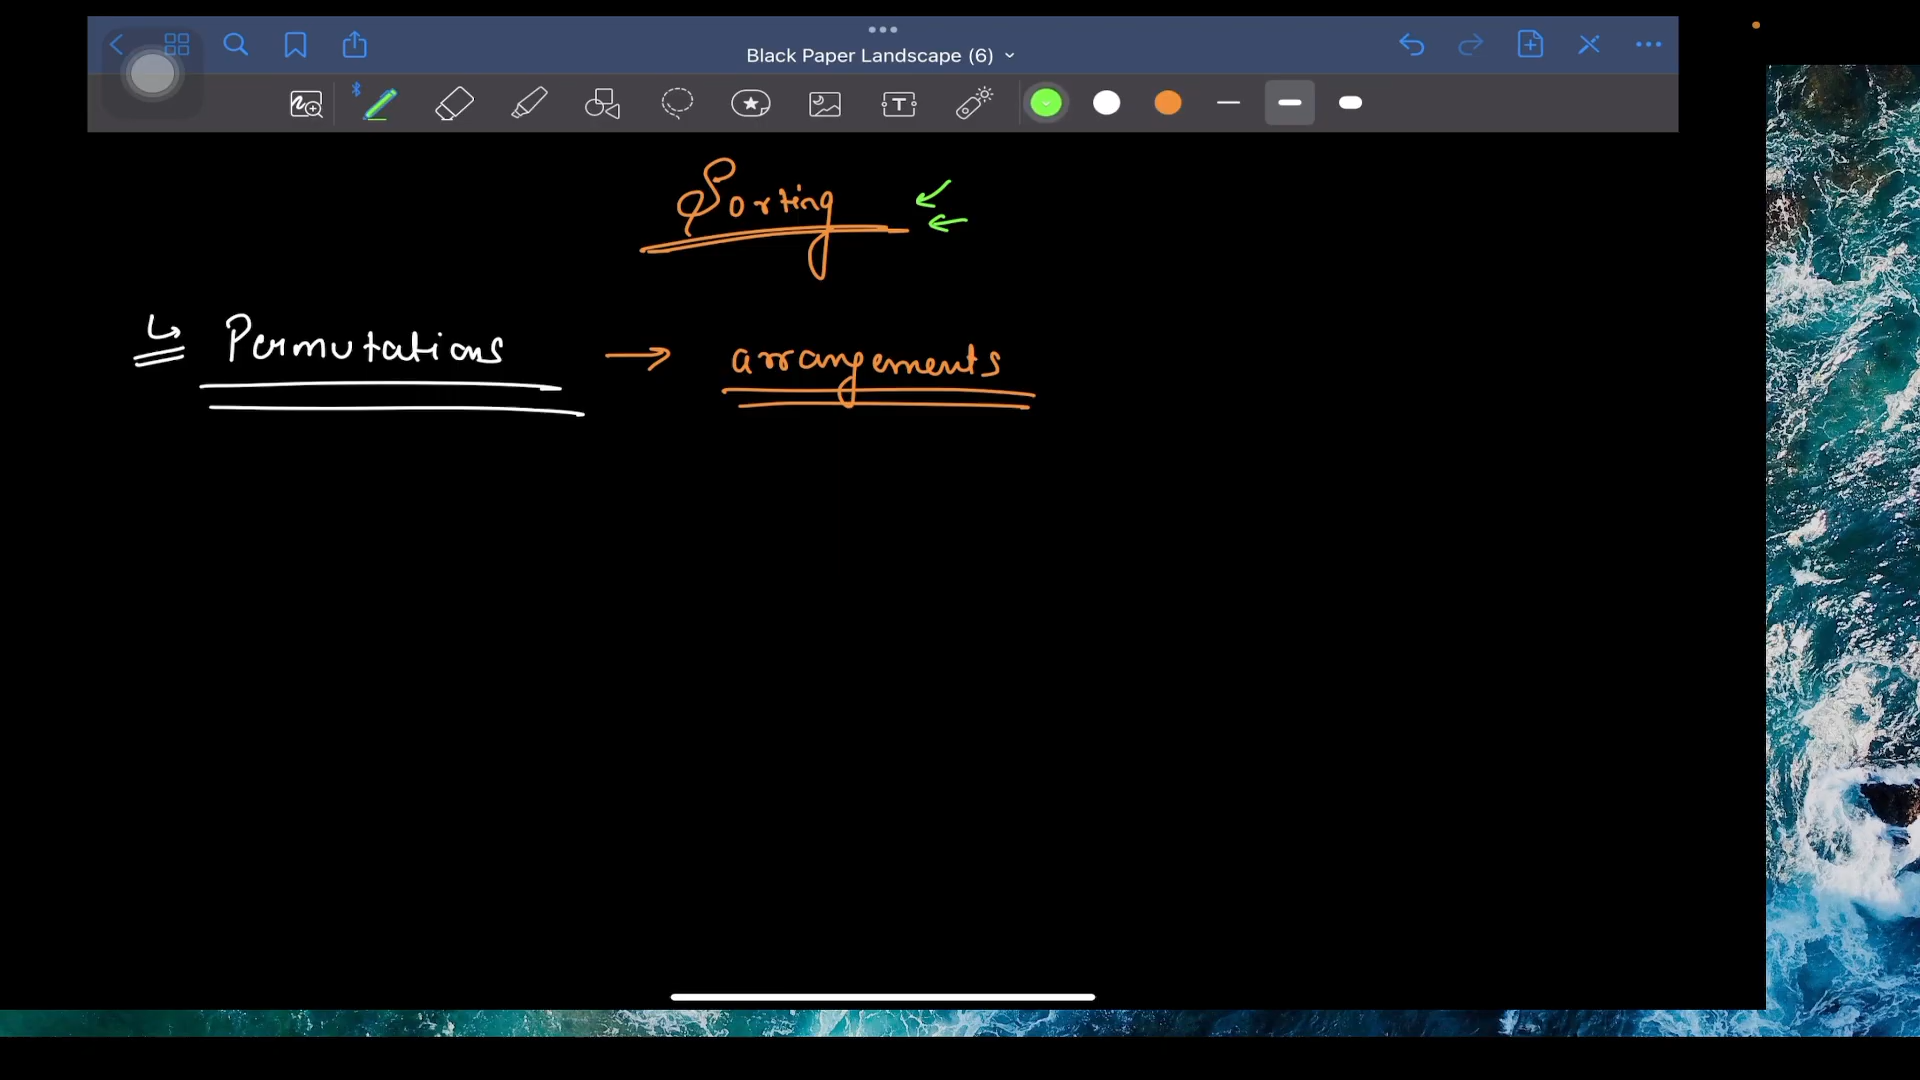 Black Paper Landscape (6)
T
Sorting
Permutations → arrangements